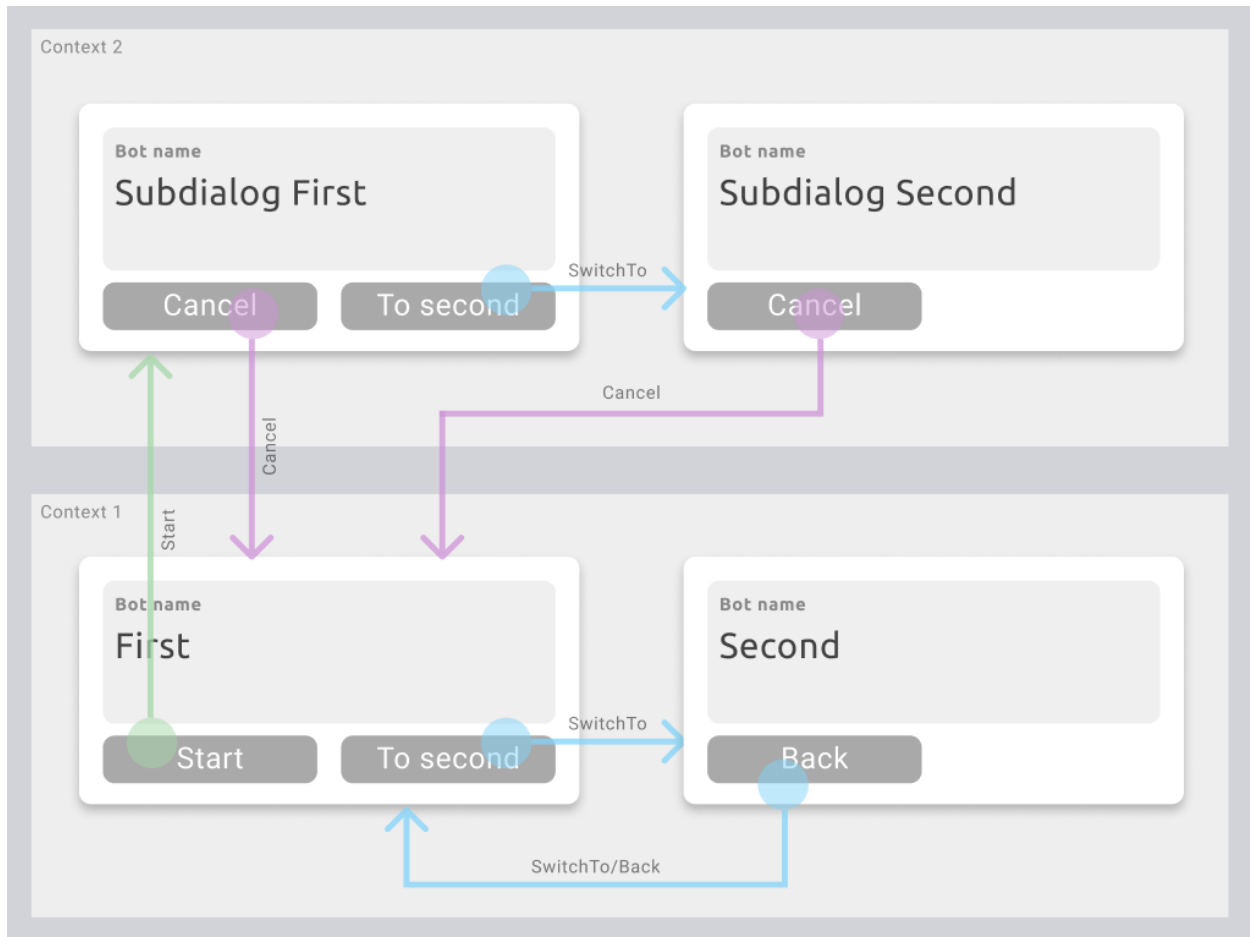 Context 2
Bot name
Subdialog First
Cancel
To second
SwitchTo
Bot name
Subdialog Second
Cancel
Cancel
Cancel
Context 1
Start
Bot name
First
Start
To second
SwitchTo
Bot name
Second
Back
SwitchTo/Back